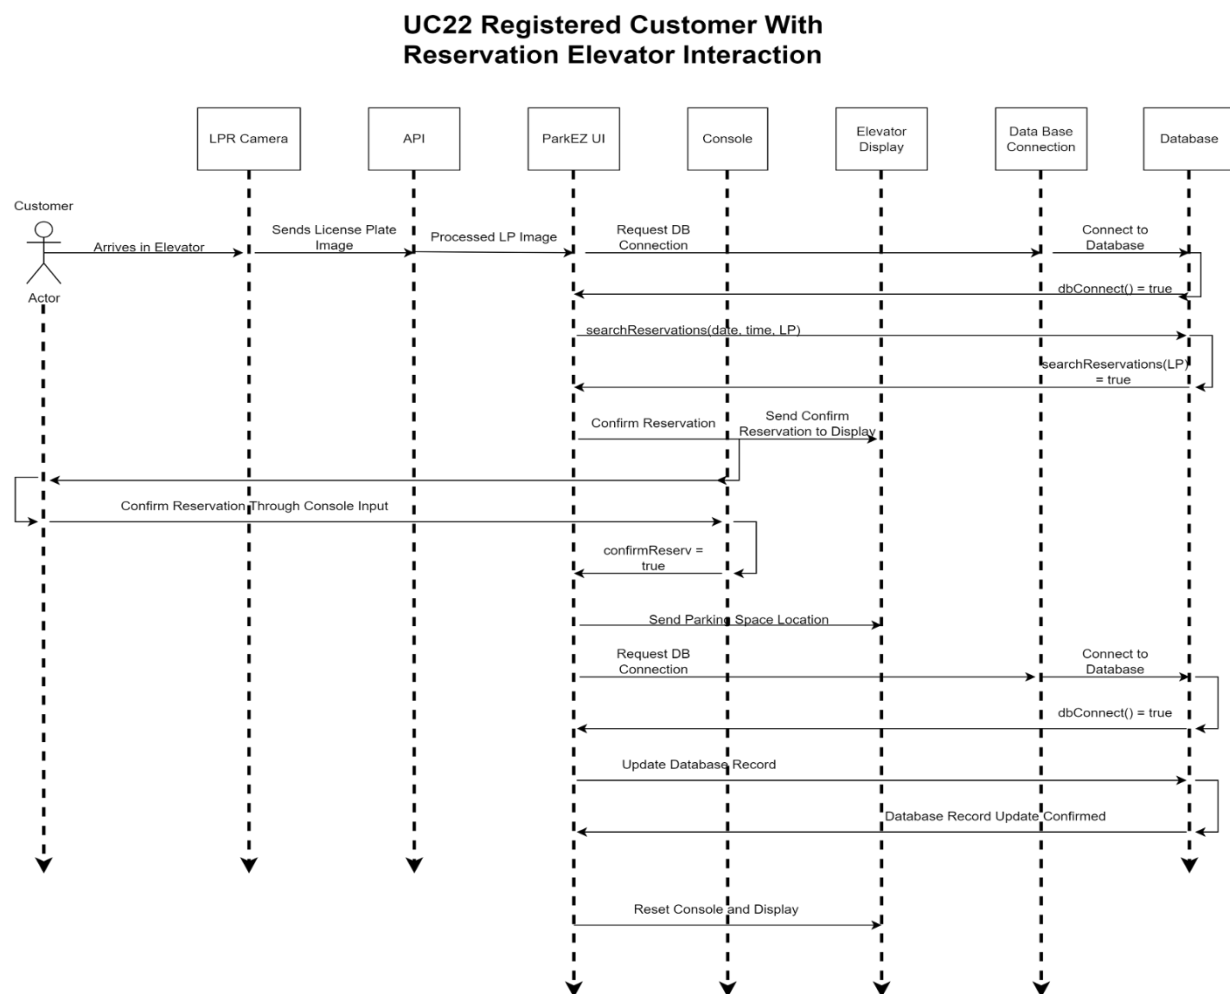 UC22 Registered Customer With
Reservation Elevator Interaction
LPR Camera
API
ParkEZ UI
Console
Elevator
Display
Data Base
Connection
Database
Customer
Actor
Arrives in Elevator
Sends License Plate
Image
Processed LP Image
Request DB
Connection
Connect to
Database
dbConnect() = true
searchReservations(date, time, LP)
searchReservations(LP)
= true
Confirm Reservation
Send Confirm
Reservation to Display
Confirm Reservation Through Console Input
confirmReserv =
true
Send Parking Space Location
Request DB
Connection
Connect to
Database
dbConnect() = true
Update Database Record
Database Record Update Confirmed
Reset Console and Display